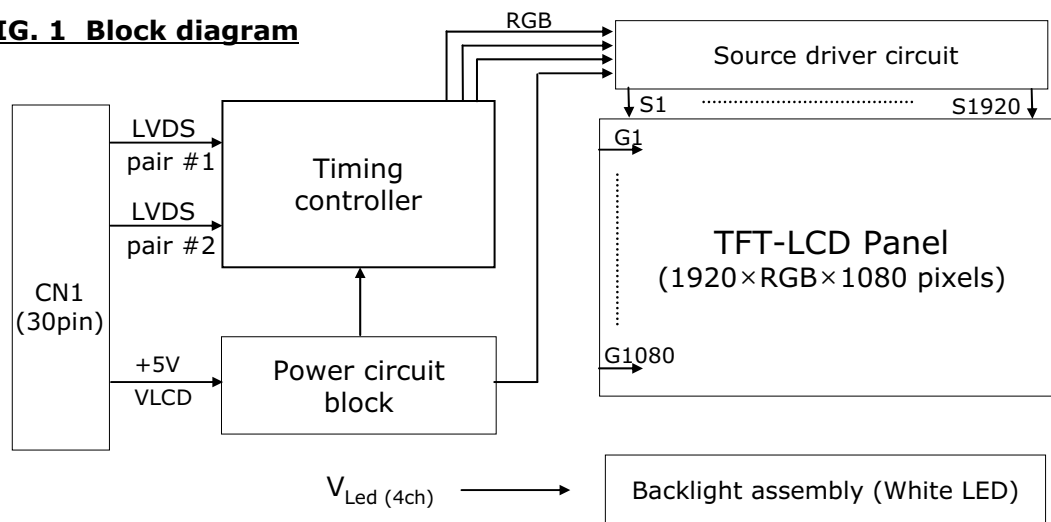 IG. 1 Block diagram
RGB
Source driver circuit
S1
S1920
CN1
(30pin)
LVDS
pair #1
LVDS
pair #2
+5V
VLCD
Timing
controller
Power circuit
block
G1
G1080
TFT-LCD Panel
(1920×RGB×1080 pixels)
VLed (4ch)
Backlight assembly (White LED)